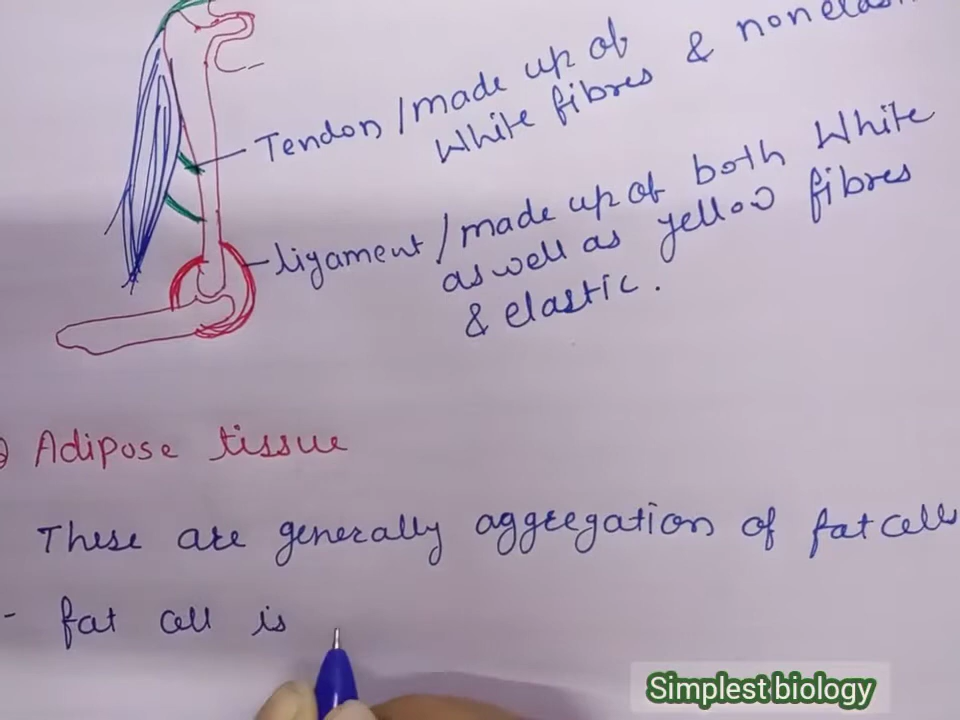 Tendon / made up of
White fibres & non
ligament / made up of both White
as well as yellow fibres
& elastic.
Adipose tissue
These are generally aggregation of fat cells
- fat cell is
Simplest biology